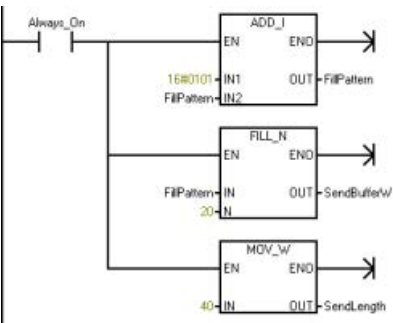 Always_On
ADD_I
EN ENO
16#0101 IN1 OUT FillPattern
FillPattern IN2
FILL_N
EN ENO
FillPattern IN OUT SendBufferW
20 N
MOV_W
EN ENO
40 IN OUT SendLength